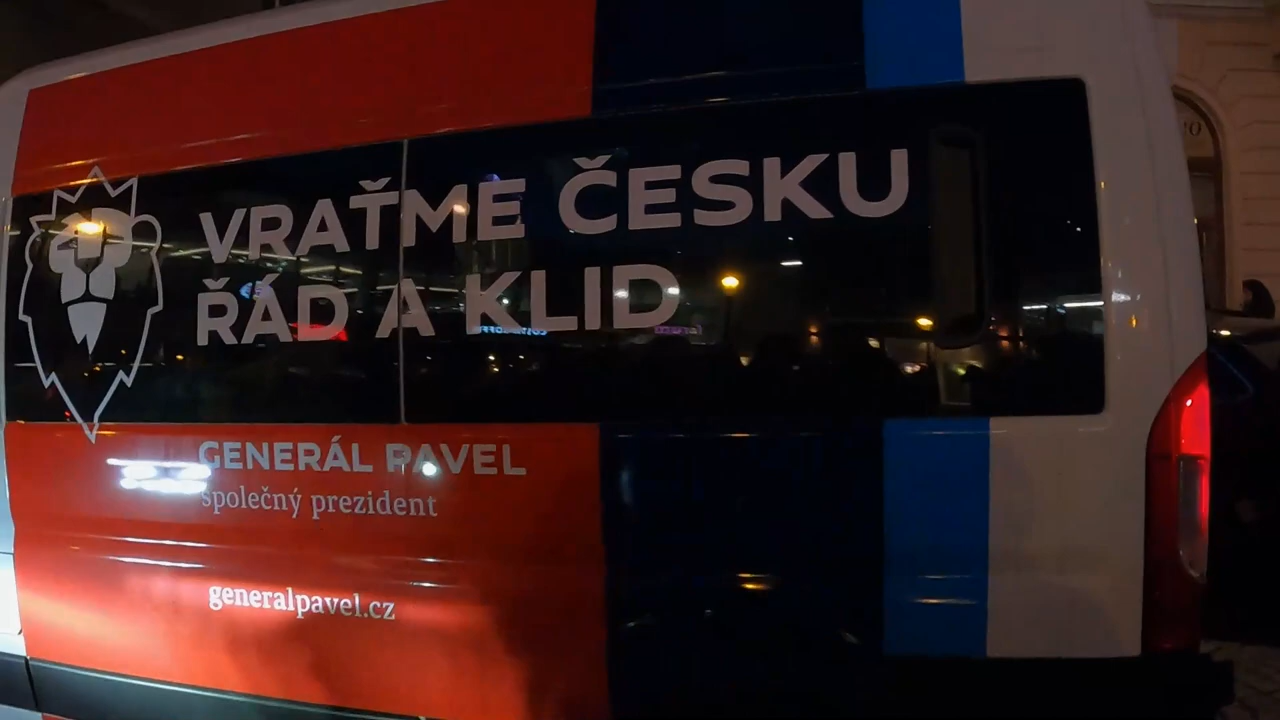 VRAŤME ČESKU
ŘÁD A KLID
GENERÁL PAVEL
společný prezident
generalpavel.cz